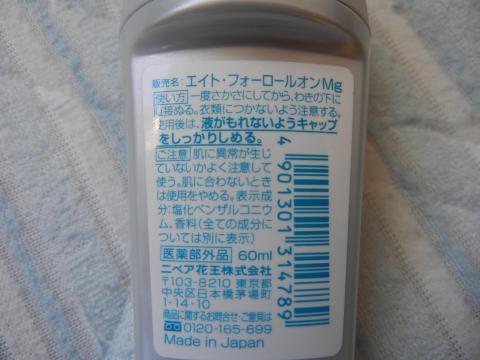 販売名:エイト・フォーロールオンMg
使い方 一度さかさにしてから、わきの下に
直接ぬる。衣類につかないよう注意する。
使用後は、液がもれないようキャップ
をしっかりしめる。
ご注意 肌に異常が生じ
ていないかよく注意して
使う。肌に合わないとき
は使用をやめる。表示成
分:塩化ベンザルコニウ
ム。香料(全ての成分に
ついては別に表示)
医薬部外品 60ml
ニベア花王株式会社
〒103-8210 東京都
中央区日本橋茅場町
1-14-10
商品に関するお問合せ・ご意見は
0120-165-699
Made in Japan
4901301314789